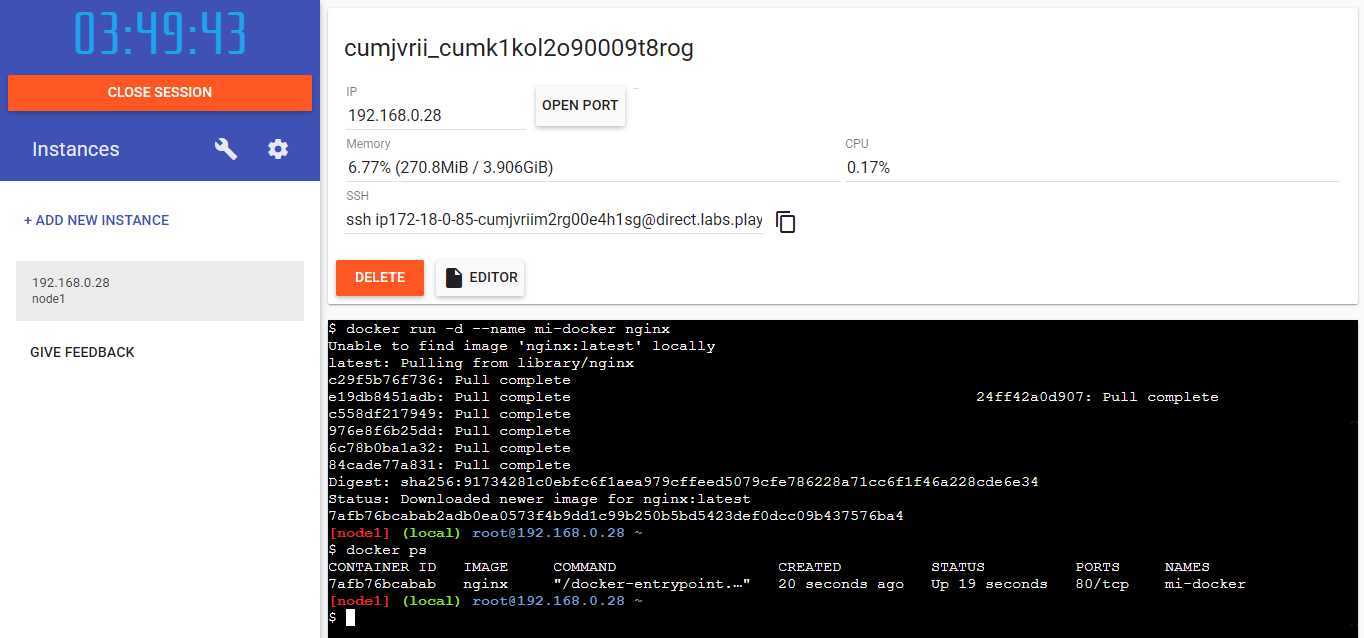 03:49:43
CLOSE SESSION
Instances
+ ADD NEW INSTANCE
192.168.0.28
node1
GIVE FEEDBACK
cumjvrii_cumk1kol2o90009t8rog
IP
192.168.0.28
OPEN PORT
Memory
6.77% (270.8MiB / 3.906GiB)
CPU
0.17%
SSH
ssh ip172-18-0-85-cumjvriim2rg00e4h1sg@direct.labs.play
DELETE
EDITOR
$ docker run -d --name mi-docker nginx
Unable to find image 'nginx:latest' locally
latest: Pulling from library/nginx
c29f5b76f736: Pull complete
e19db8451adb: Pull complete 24ff42a0d907: Pull complete
c558df217949: Pull complete
976e8f6b25dd: Pull complete
6c78b0ba1a32: Pull complete
84cade77a831: Pull complete
Digest: sha256:91734281c0ebfc6f1aea979cffeed5079cfe786228a71cc6f1f46a228cde6e34
Status: Downloaded newer image for nginx:latest
7afb76bcabab2adb0ea0573f4b9dd1c99b250b5bd5423def0dcc09b437576ba4
[node1] (local) root@192.168.0.28 ~
$ docker ps
CONTAINER ID IMAGE COMMAND CREATED STATUS PORTS NAMES
7afb76bcabab nginx "/docker-entrypoint.…" 20 seconds ago Up 19 seconds 80/tcp mi-docker
[node1] (local) root@192.168.0.28 ~
$